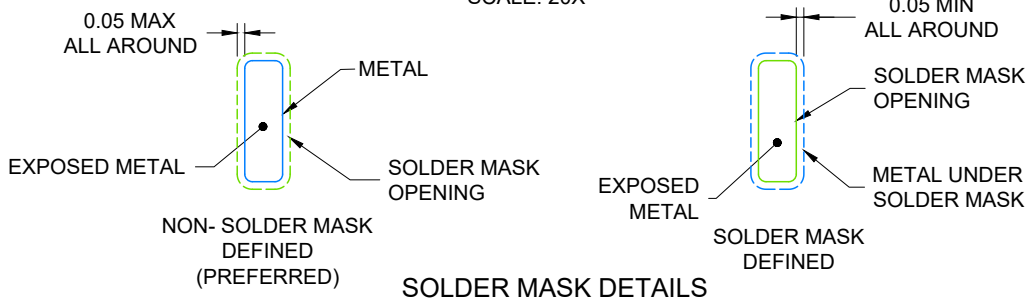 SCALE: 20X
0.05 MAX
ALL AROUND
METAL
EXPOSED METAL
SOLDER MASK
OPENING
NON- SOLDER MASK
DEFINED
(PREFERRED)
0.05 MIN
ALL AROUND
SOLDER MASK
OPENING
EXPOSED
METAL
METAL UNDER
SOLDER MASK
SOLDER MASK
DEFINED
SOLDER MASK DETAILS